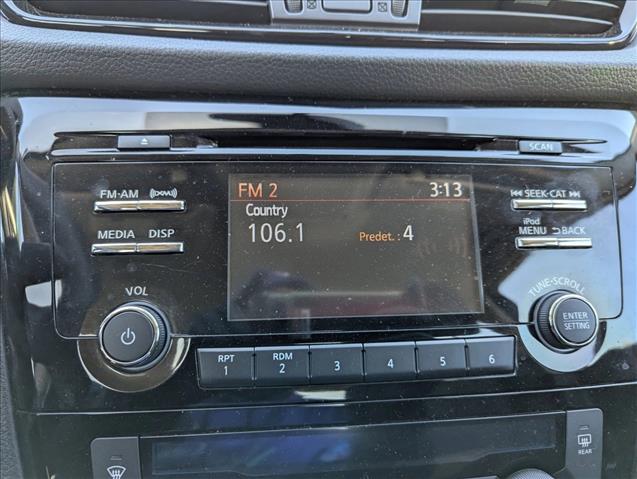 SCAN
FM·AM ((XM))
SEEK·CAT
FM 2 3:13
Country
106.1 Predet. : 4
MEDIA DISP
iPod
MENU BACK
VOL
TUNE·SCROLL
ENTER
SETTING
RPT
1
RDM
2
3
4
5
6
REAR